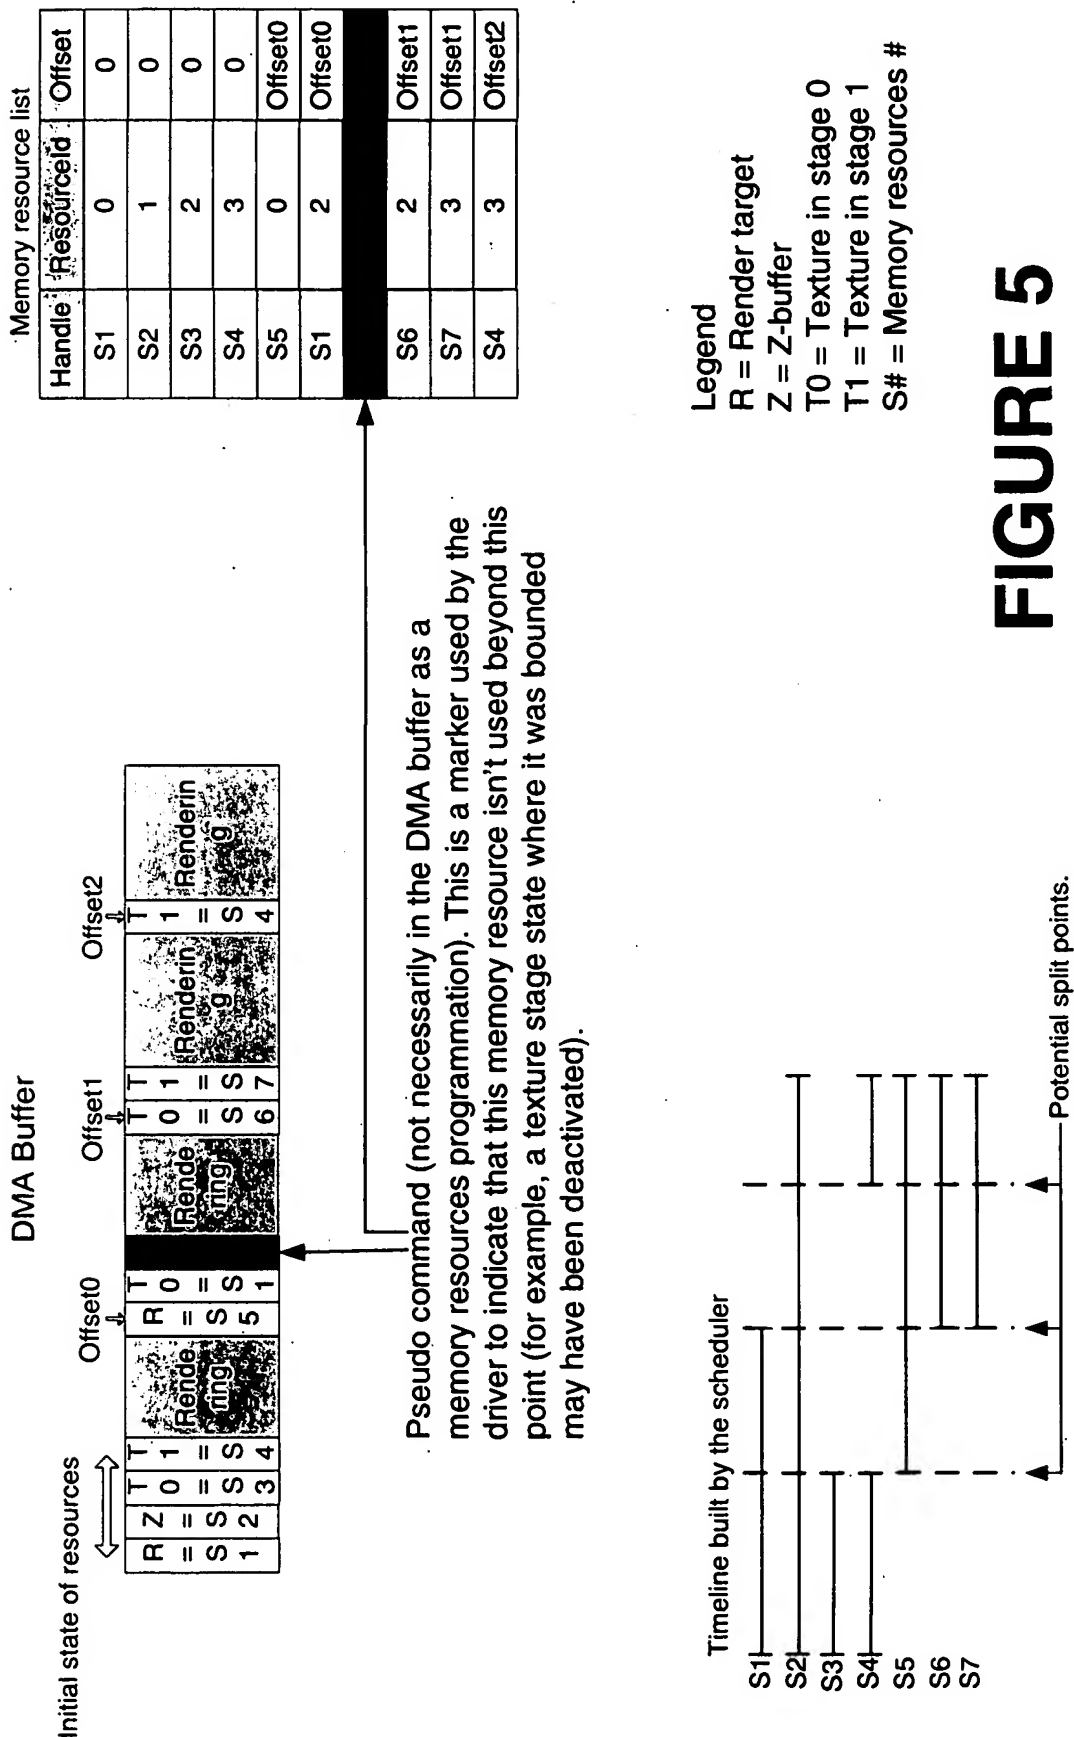 DMA Buffer
Initial state of resources
Offset0
Offset1
Offset2
R = S 1
Z = S 2
T 0 = S 3
T 1 = S 4
Rende
ring
R = S 5
T 0 = S 1
Rende
ring
T 0 = S 6
T 1 = S 7
Renderin
g
T 1 = S 4
Renderin
g
Memory resource list
Handle ResourceId Offset
S1 0 0
S2 1 0
S3 2 0
S4 3 0
S5 0 Offset0
S1 2 Offset0
S6 2 Offset1
S7 3 Offset1
S4 3 Offset2
Pseudo command (not necessarily in the DMA buffer as a
memory resources programmation). This is a marker used by the
driver to indicate that this memory resource isn't used beyond this
point (for example, a texture stage state where it was bounded
may have been deactivated).
Timeline built by the scheduler
S1
S2
S3
S4
S5
S6
S7
Potential split points.
Legend
R = Render target
Z = Z-buffer
T0 = Texture in stage 0
T1 = Texture in stage 1
S# = Memory resources #
FIGURE 5